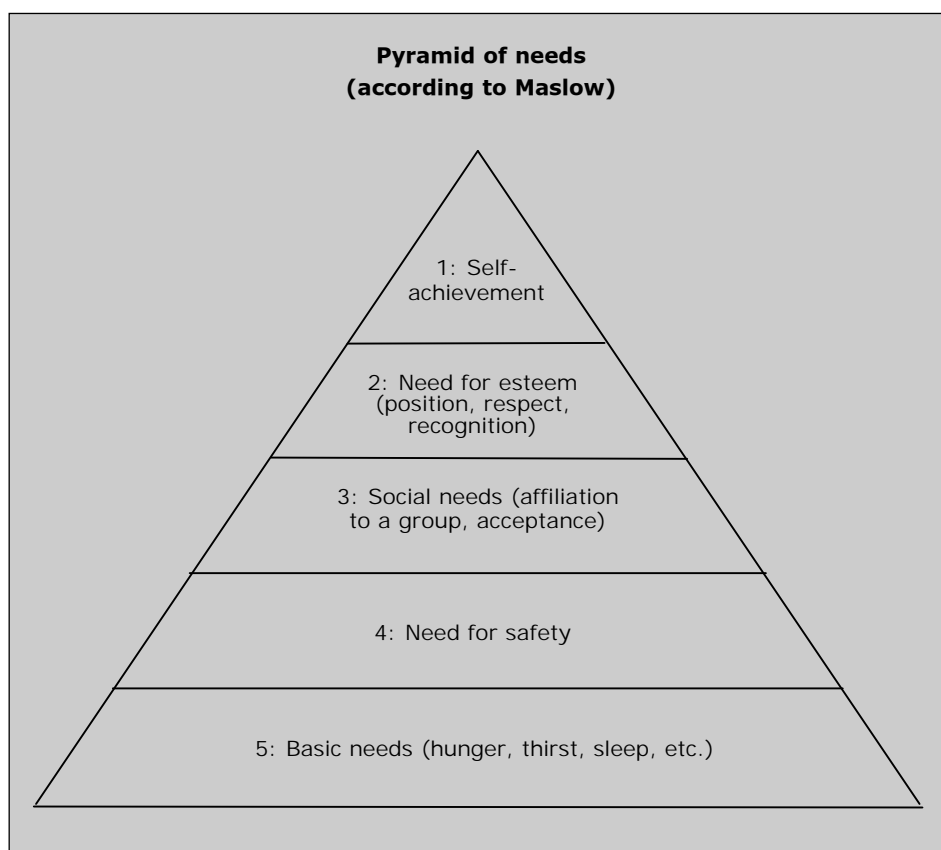 Pyramid of needs
(according to Maslow)
1: Self-
achievement
2: Need for esteem
(position, respect,
recognition)
3: Social needs (affiliation
to a group, acceptance)
4: Need for safety
5: Basic needs (hunger, thirst, sleep, etc.)